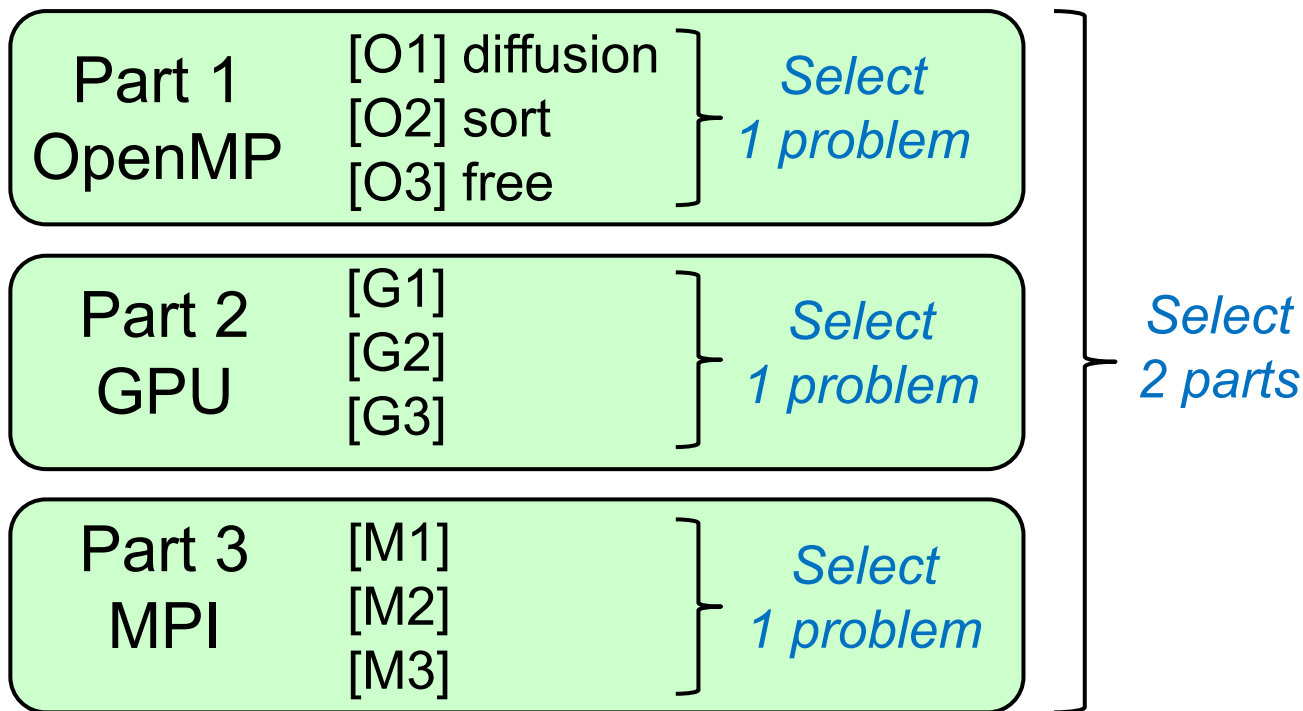 Part 1
OpenMP
[O1] diffusion
[O2] sort
[O3] free
Select
1 problem
Part 2
GPU
[G1]
[G2]
[G3]
Select
1 problem
Part 3
MPI
[M1]
[M2]
[M3]
Select
1 problem
Select
2 parts